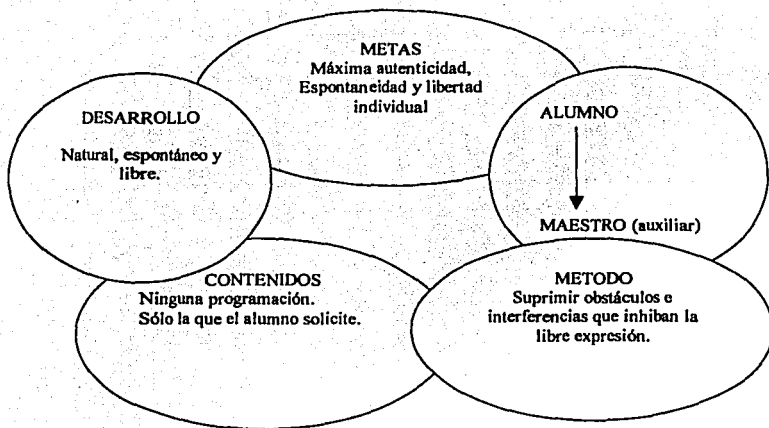 METAS
Máxima autenticidad,
Espontaneidad y libertad
individual
DESARROLLO
Natural, espontáneo y
libre.
ALUMNO
MAESTRO (auxiliar)
CONTENIDOS
Ninguna programación.
Sólo la que el alumno solicite.
METODO
Suprimir obstáculos e
interferencias que inhiban la
libre expresión.